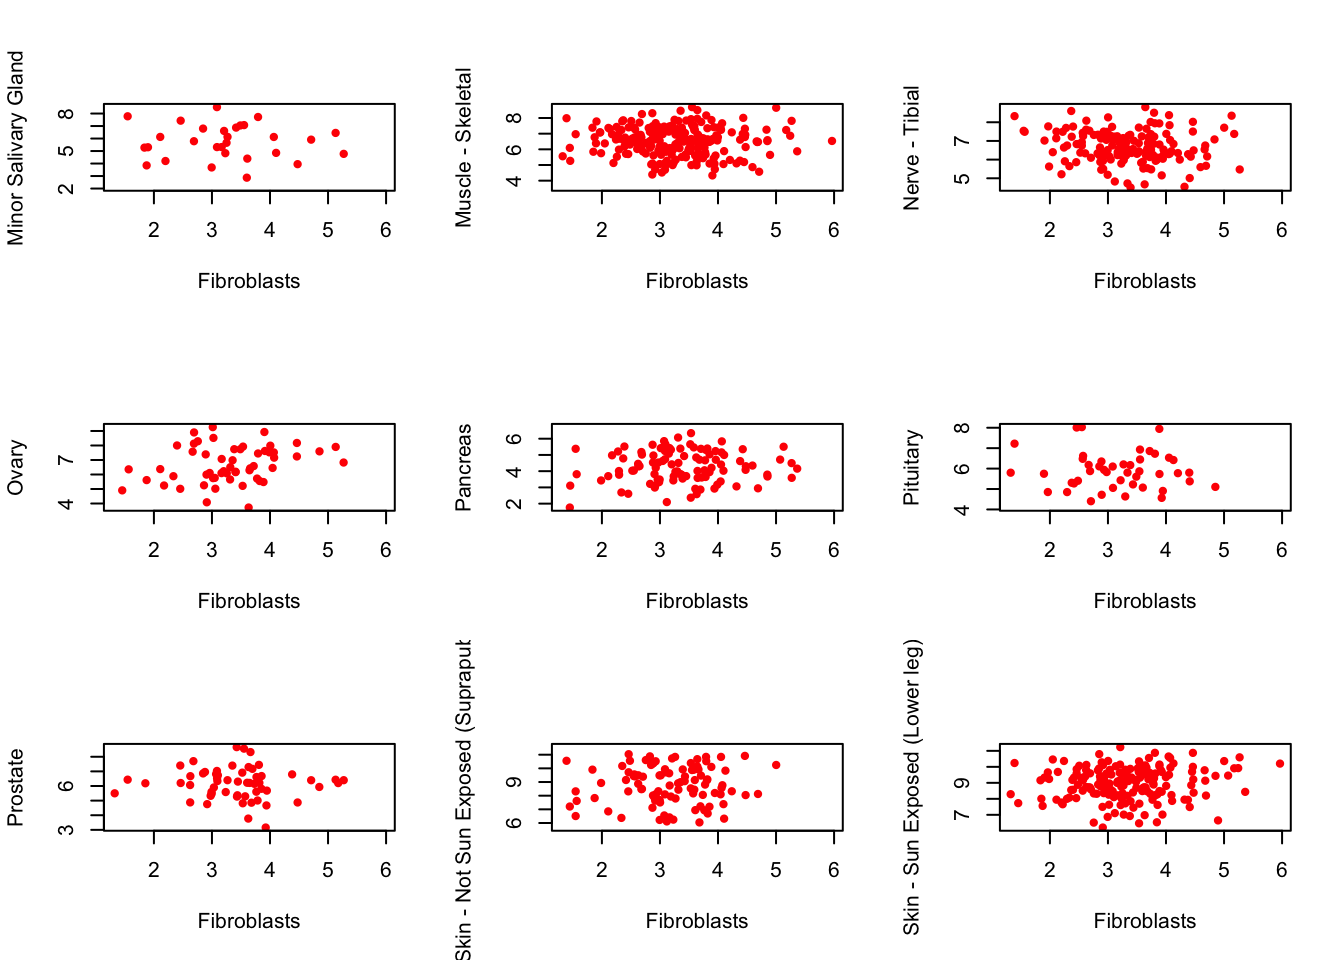 Minor Salivary Gland
8
5
2
2 3 4 5 6
Fibroblasts
Muscle - Skeletal
8
6
4
2 3 4 5 6
Fibroblasts
Nerve - Tibial
7
5
2 3 4 5 6
Fibroblasts
Ovary
7
4
2 3 4 5 6
Fibroblasts
Pancreas
6
4
2
2 3 4 5 6
Fibroblasts
Pituitary
8
6
4
2 3 4 5 6
Fibroblasts
Prostate
6
3
2 3 4 5 6
Fibroblasts
Skin - Not Sun Exposed (Suprapub
9
6
2 3 4 5 6
Fibroblasts
Skin - Sun Exposed (Lower leg)
9
7
2 3 4 5 6
Fibroblasts